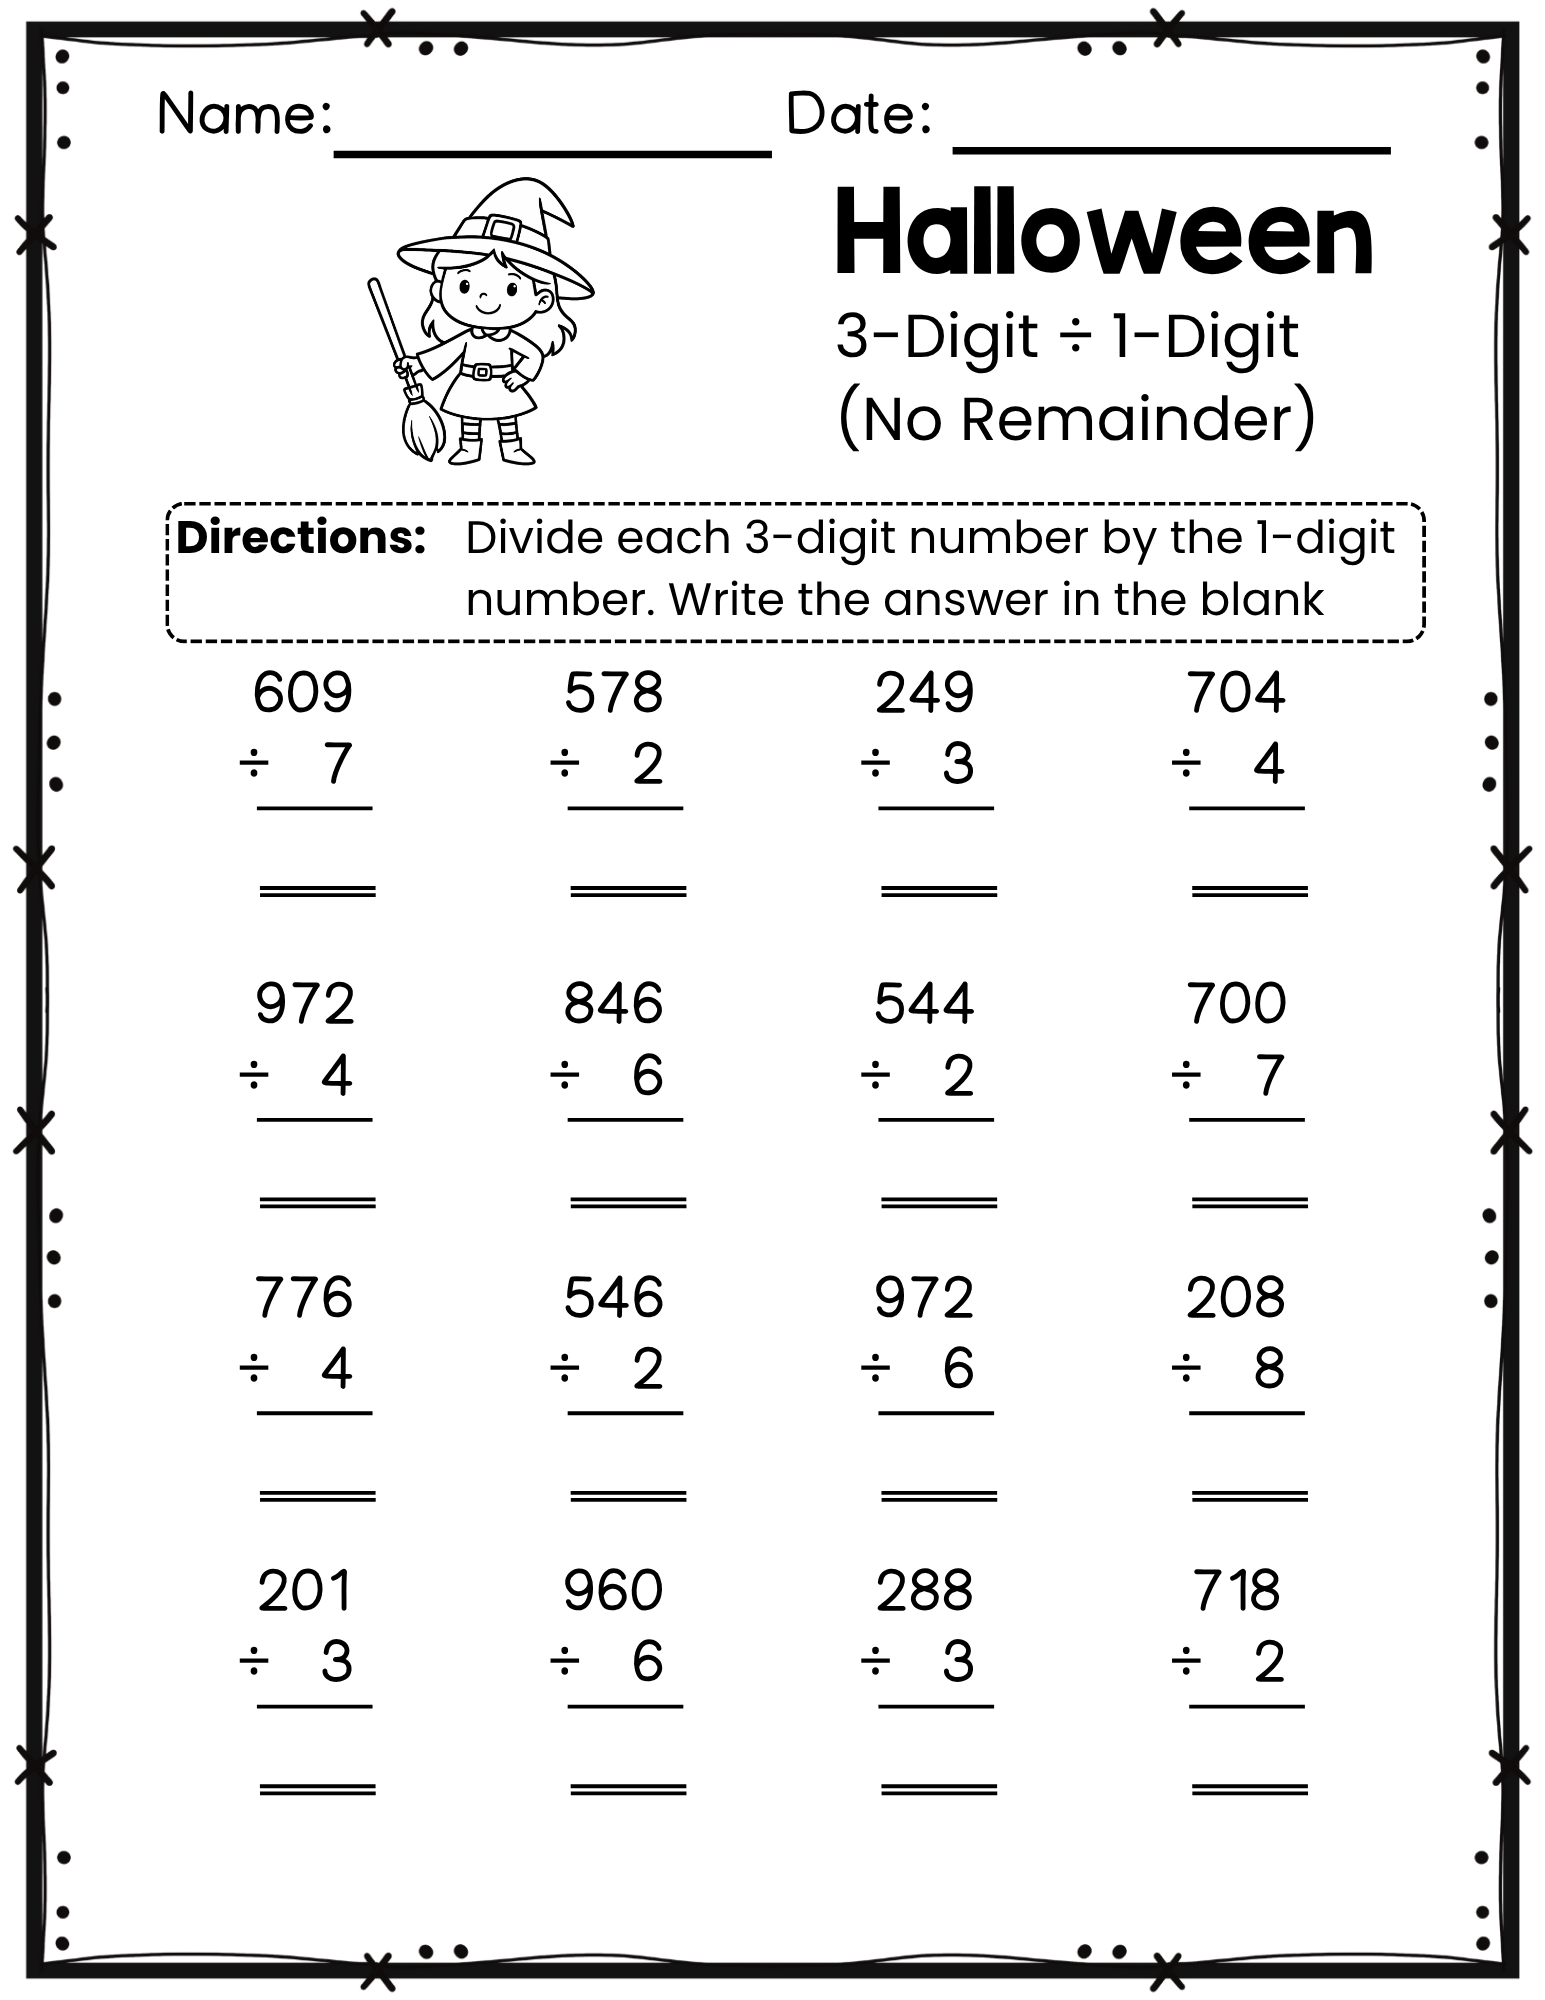 Name: Date:
Halloween
3-Digit ÷ 1-Digit
(No Remainder)
Directions: Divide each 3-digit number by the 1-digit
number. Write the answer in the blank
609 578 249 704
÷ 7 ÷ 2 ÷ 3 ÷ 4
972 846 544 700
÷ 4 ÷ 6 ÷ 2 ÷ 7
776 546 972 208
÷ 4 ÷ 2 ÷ 6 ÷ 8
201 960 288 718
÷ 3 ÷ 6 ÷ 3 ÷ 2